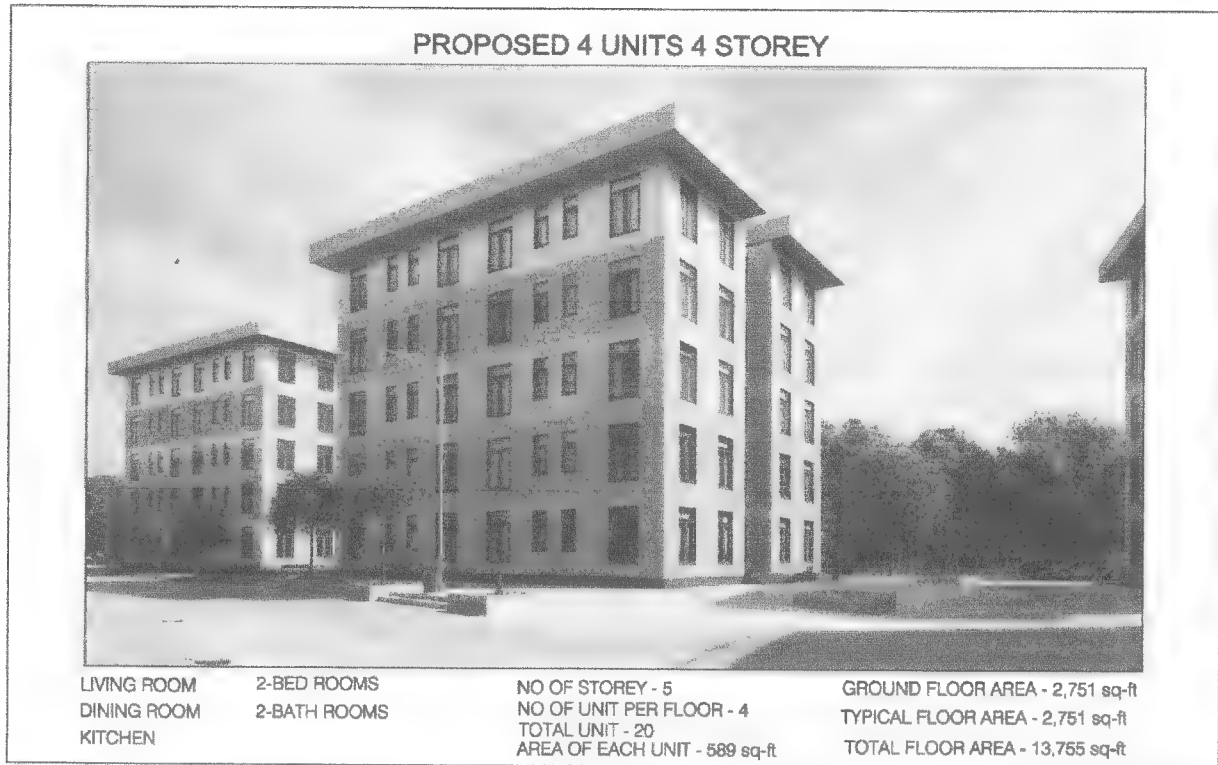 PROPOSED 4 UNITS 4 STOREY
LIVING ROOM
DINING ROOM
KITCHEN
2-BED ROOMS
2-BATH ROOMS
NO OF STOREY - 5
NO OF UNIT PER FLOOR - 4
TOTAL UNIT - 20
AREA OF EACH UNIT - 589 sq-ft
GROUND FLOOR AREA - 2,751 sq-ft
TYPICAL FLOOR AREA - 2,751 sq-ft
TOTAL FLOOR AREA - 13,755 sq-ft